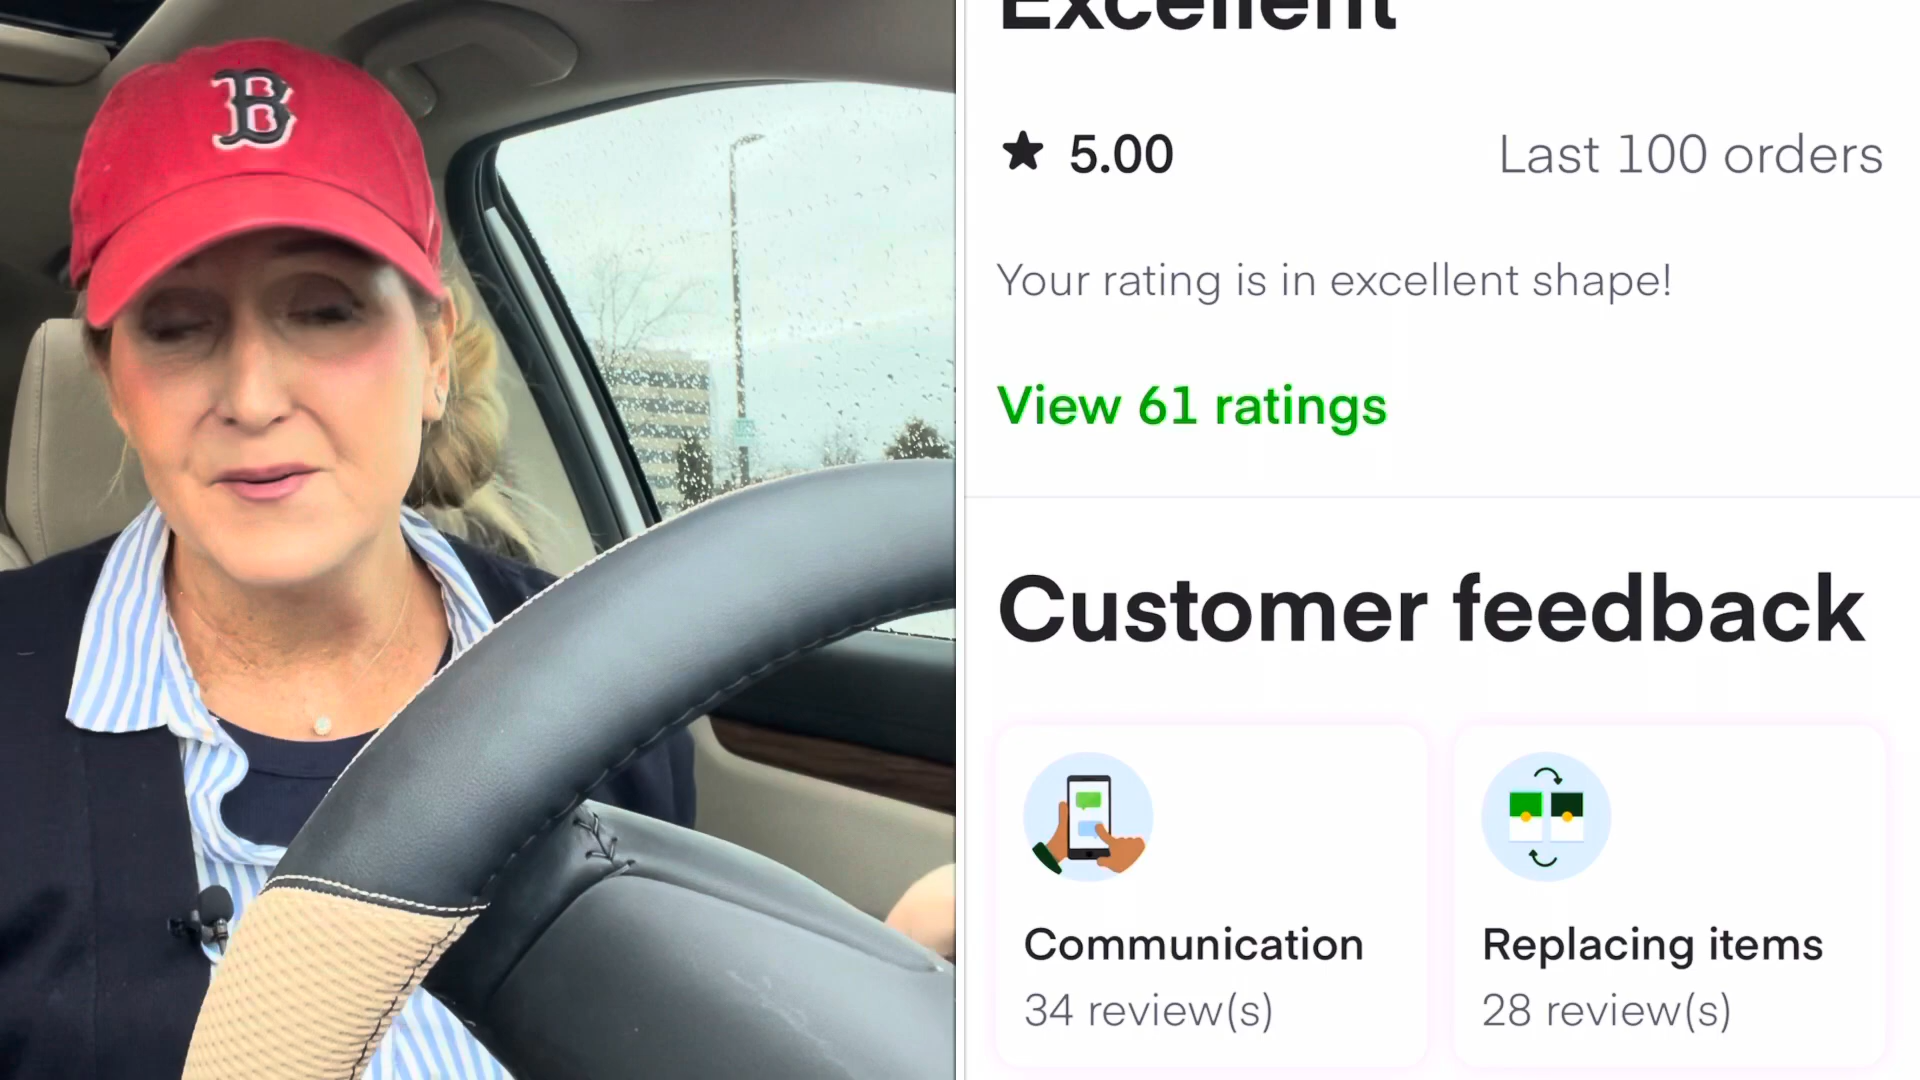 B
Excellent
★ 5.00
Last 100 orders
Your rating is in excellent shape!
View 61 ratings
Customer feedback
Communication
34 review(s)
Replacing items
28 review(s)